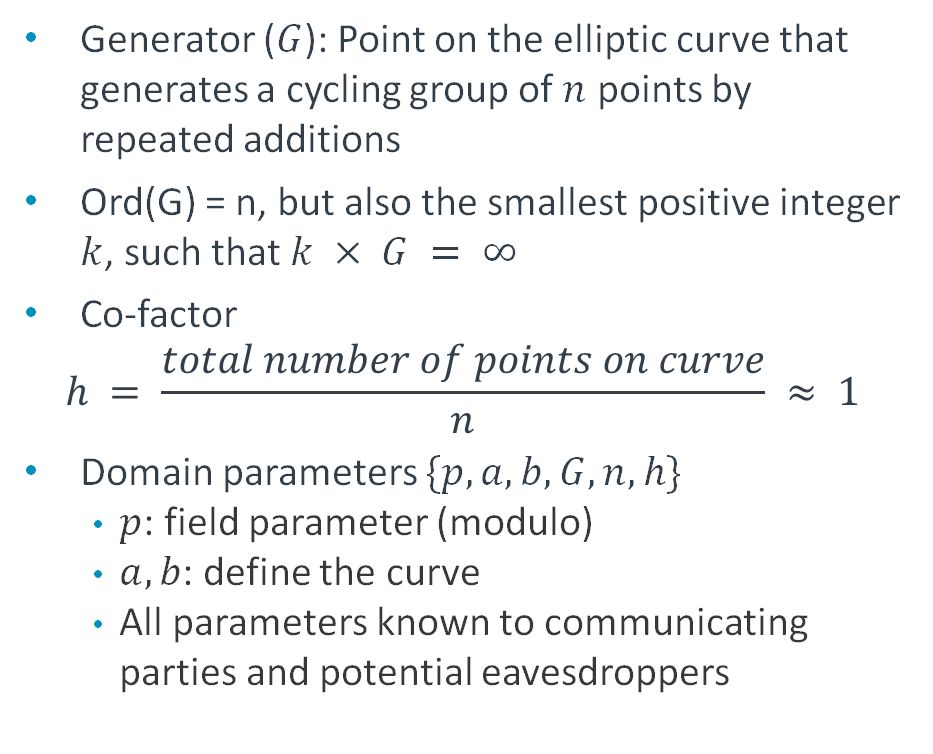 • Generator (G): Point on the elliptic curve that
generates a cycling group of n points by
repeated additions
• Ord(G) = n, but also the smallest positive integer
k, such that k × G = ∞
• Co-factor
total number of points on curve
h = ≈ 1
n
• Domain parameters {p, a, b, G, n, h}
• p: field parameter (modulo)
• a, b: define the curve
• All parameters known to communicating
parties and potential eavesdroppers